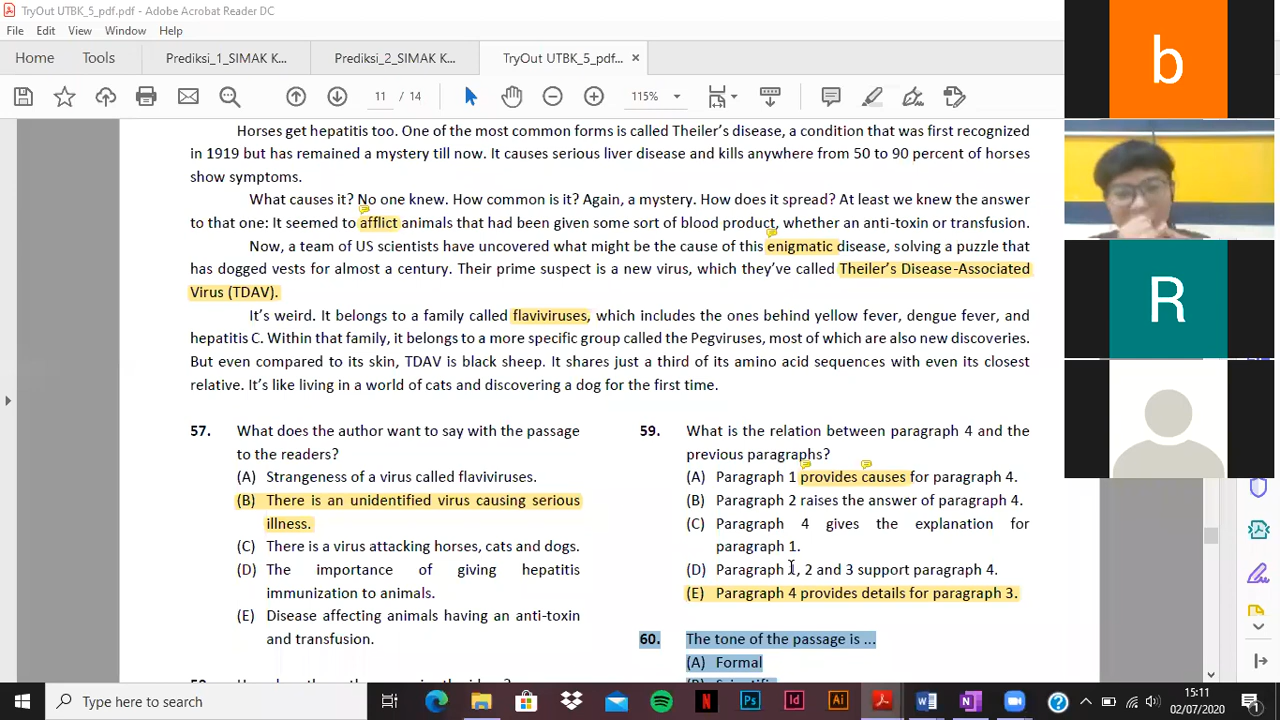 TryOut UTBK_5_pdf.pdf - Adobe Acrobat Reader DC
File Edit View Window Help
Home Tools Prediksi_1_SIMAK K... Prediksi_2_SIMAK K... TryOut UTBK_5_pdf... ×
11 / 14 115%
b
Horses get hepatitis too. One of the most common forms is called Theiler's disease, a condition that was first recognized
in 1919 but has remained a mystery till now. It causes serious liver disease and kills anywhere from 50 to 90 percent of horses
show symptoms.
What causes it? No one knew. How common is it? Again, a mystery. How does it spread? At least we knew the answer
to that one: It seemed to afflict animals that had been given some sort of blood product, whether an anti-toxin or transfusion.
Now, a team of US scientists have uncovered what might be the cause of this enigmatic disease, solving a puzzle that
has dogged vests for almost a century. Their prime suspect is a new virus, which they've called Theiler's Disease-Associated
Virus (TDAV).
It's weird. It belongs to a family called flaviviruses, which includes the ones behind yellow fever, dengue fever, and
hepatitis C. Within that family, it belongs to a more specific group called the Pegviruses, most of which are also new discoveries.
But even compared to its skin, TDAV is black sheep. It shares just a third of its amino acid sequences with even its closest
relative. It's like living in a world of cats and discovering a dog for the first time.
R
57. What does the author want to say with the passage
to the readers?
(A) Strangeness of a virus called flaviviruses.
(B) There is an unidentified virus causing serious
illness.
(C) There is a virus attacking horses, cats and dogs.
(D) The importance of giving hepatitis
immunization to animals.
(E) Disease affecting animals having an anti-toxin
and transfusion.
59. What is the relation between paragraph 4 and the
previous paragraphs?
(A) Paragraph 1 provides causes for paragraph 4.
(B) Paragraph 2 raises the answer of paragraph 4.
(C) Paragraph 4 gives the explanation for
paragraph 1.
(D) Paragraph 1, 2 and 3 support paragraph 4.
(E) Paragraph 4 provides details for paragraph 3.
60. The tone of the passage is ...
(A) Formal
Type here to search
15:11
02/07/2020